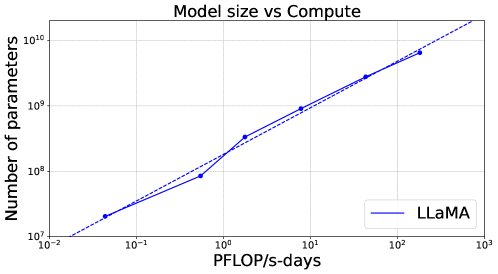 Model size vs Compute
Number of parameters
10¹⁰
10⁹
10⁸
10⁷
10⁻² 10⁻¹ 10⁰ 10¹ 10² 10³
PFLOP/s-days
LLaMA